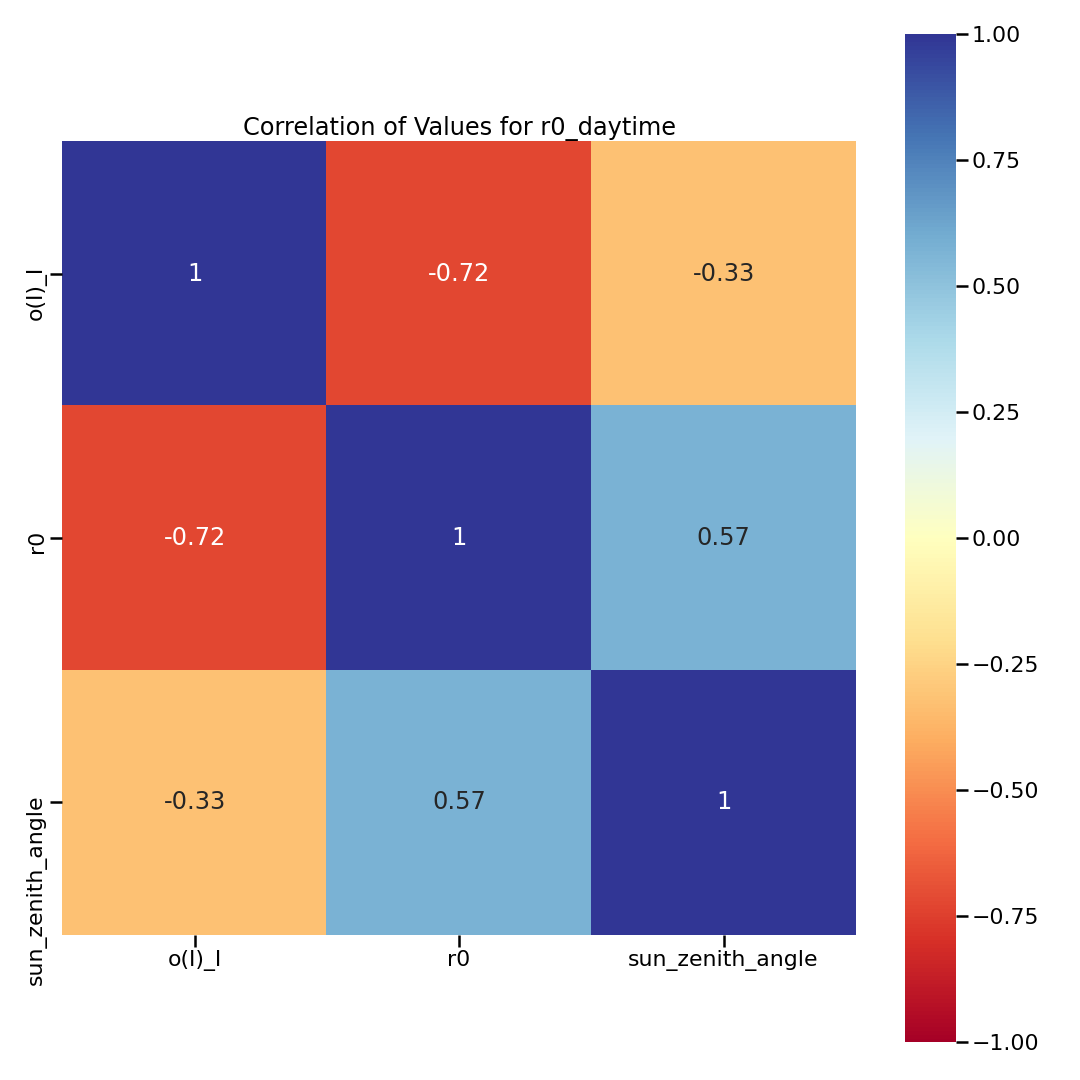 Correlation of Values for r0_daytime
1.00
0.75
0.50
0.25
0.00
−0.25
−0.50
−0.75
−1.00
o(I)_I
1
-0.72
-0.33
r0
-0.72
1
0.57
sun_zenith_angle
-0.33
0.57
1
o(I)_I
r0
sun_zenith_angle